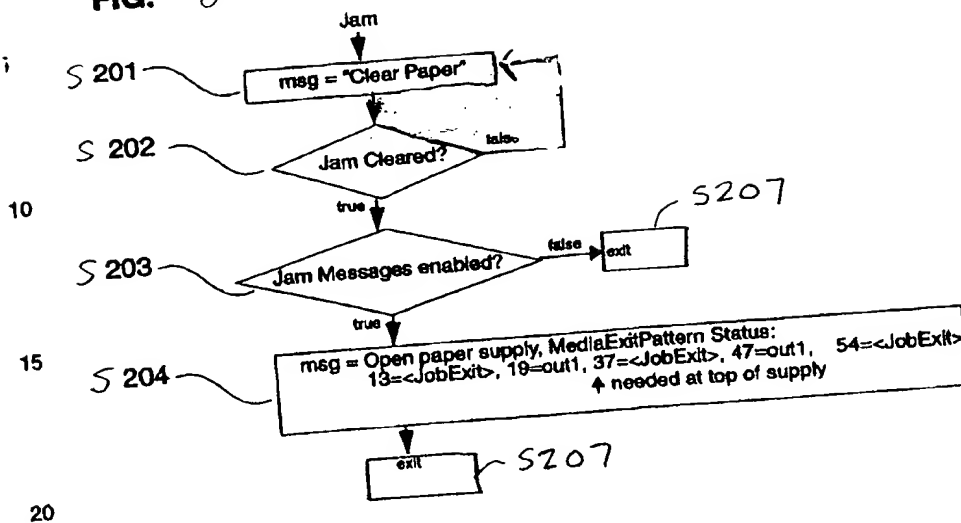 FIG.
Jam
S 201
msg = "Clear Paper"
S 202
Jam Cleared?
false
10
true
S207
S 203
Jam Messages enabled?
false
exit
true
15
S 204
msg = Open paper supply, MediaExitPattern Status:
13=<JobExit>, 19=out1, 37=<JobExit>, 47=out1, 54=<JobExit>
↑ needed at top of supply
exit
S207
20